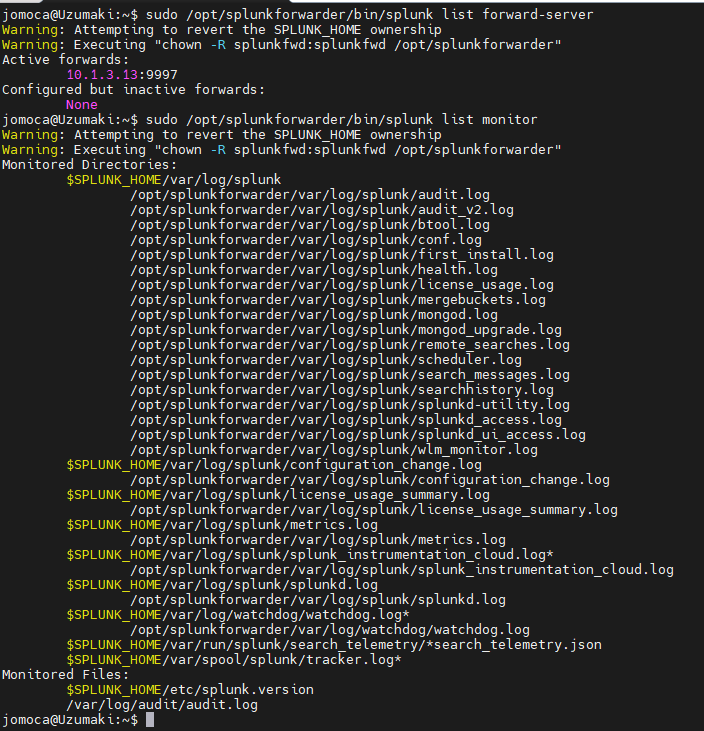 jomoca@Uzumaki:~$ sudo /opt/splunkforwarder/bin/splunk list forward-server
Warning: Attempting to revert the SPLUNK_HOME ownership
Warning: Executing "chown -R splunkfwd:splunkfwd /opt/splunkforwarder"
Active forwards:
        10.1.3.13:9997
Configured but inactive forwards:
        None
jomoca@Uzumaki:~$ sudo /opt/splunkforwarder/bin/splunk list monitor
Warning: Attempting to revert the SPLUNK_HOME ownership
Warning: Executing "chown -R splunkfwd:splunkfwd /opt/splunkforwarder"
Monitored Directories:
        $SPLUNK_HOME/var/log/splunk
                /opt/splunkforwarder/var/log/splunk/audit.log
                /opt/splunkforwarder/var/log/splunk/audit_v2.log
                /opt/splunkforwarder/var/log/splunk/btool.log
                /opt/splunkforwarder/var/log/splunk/conf.log
                /opt/splunkforwarder/var/log/splunk/first_install.log
                /opt/splunkforwarder/var/log/splunk/health.log
                /opt/splunkforwarder/var/log/splunk/license_usage.log
                /opt/splunkforwarder/var/log/splunk/mergebuckets.log
                /opt/splunkforwarder/var/log/splunk/mongod.log
                /opt/splunkforwarder/var/log/splunk/mongod_upgrade.log
                /opt/splunkforwarder/var/log/splunk/remote_searches.log
                /opt/splunkforwarder/var/log/splunk/scheduler.log
                /opt/splunkforwarder/var/log/splunk/search_messages.log
                /opt/splunkforwarder/var/log/splunk/searchhistory.log
                /opt/splunkforwarder/var/log/splunk/splunkd-utility.log
                /opt/splunkforwarder/var/log/splunk/splunkd_access.log
                /opt/splunkforwarder/var/log/splunk/splunkd_ui_access.log
                /opt/splunkforwarder/var/log/splunk/wlm_monitor.log
        $SPLUNK_HOME/var/log/splunk/configuration_change.log
                /opt/splunkforwarder/var/log/splunk/configuration_change.log
        $SPLUNK_HOME/var/log/splunk/license_usage_summary.log
                /opt/splunkforwarder/var/log/splunk/license_usage_summary.log
        $SPLUNK_HOME/var/log/splunk/metrics.log
                /opt/splunkforwarder/var/log/splunk/metrics.log
        $SPLUNK_HOME/var/log/splunk/splunk_instrumentation_cloud.log*
                /opt/splunkforwarder/var/log/splunk/splunk_instrumentation_cloud.log
        $SPLUNK_HOME/var/log/splunk/splunkd.log
                /opt/splunkforwarder/var/log/splunk/splunkd.log
        $SPLUNK_HOME/var/log/watchdog/watchdog.log*
                /opt/splunkforwarder/var/log/watchdog/watchdog.log
        $SPLUNK_HOME/var/run/splunk/search_telemetry/*search_telemetry.json
        $SPLUNK_HOME/var/spool/splunk/tracker.log*
Monitored Files:
        $SPLUNK_HOME/etc/splunk.version
        /var/log/audit/audit.log
jomoca@Uzumaki:~$